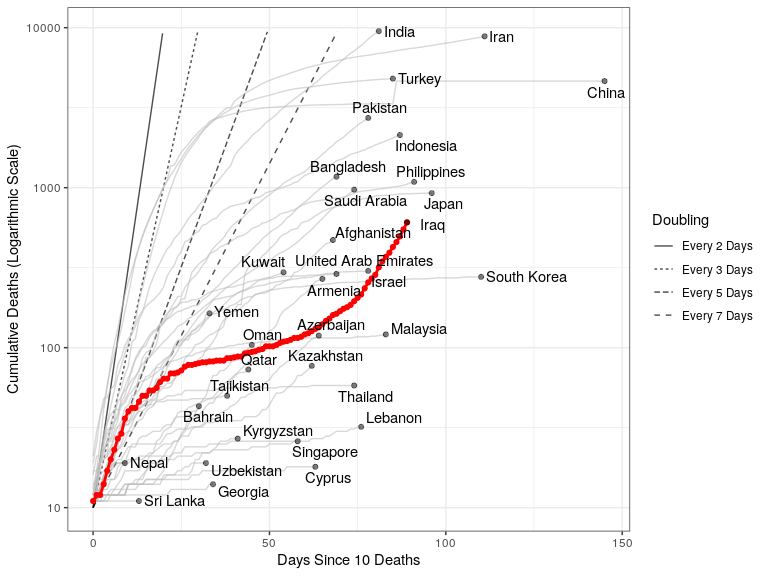 10000
1000
100
10
Cumulative Deaths (Logarithmic Scale)
India
Iran
Turkey
China
Pakistan
Indonesia
Bangladesh
Philippines
Saudi Arabia
Japan
Iraq
Afghanistan
Kuwait
United Arab Emirates
Israel
South Korea
Armenia
Yemen
Azerbaijan
Malaysia
Oman
Qatar
Kazakhstan
Tajikistan
Thailand
Bahrain
Lebanon
Kyrgyzstan
Singapore
Nepal
Uzbekistan
Cyprus
Georgia
Sri Lanka
0
50
100
150
Days Since 10 Deaths
Doubling
Every 2 Days
Every 3 Days
Every 5 Days
Every 7 Days